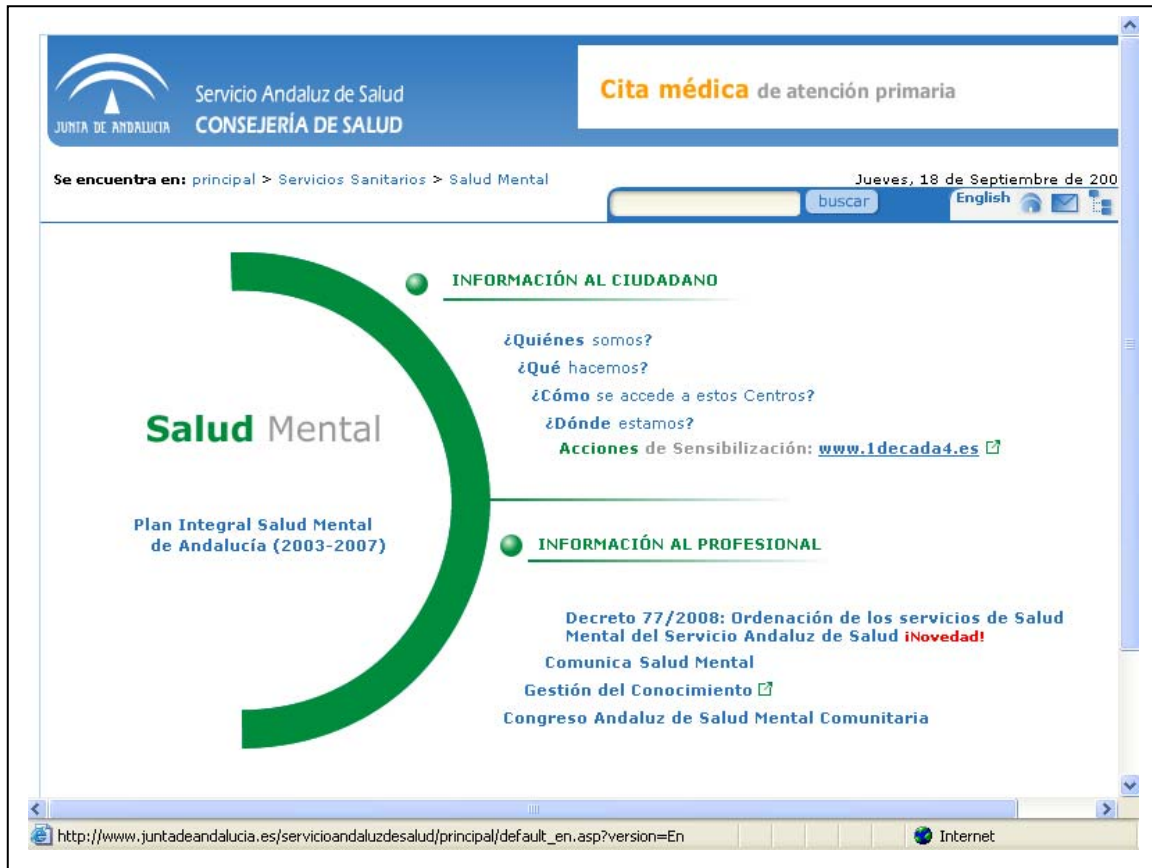 JUNTA DE ANDALUCIA
Servicio Andaluz de Salud
CONSEJERÍA DE SALUD
Cita médica de atención primaria
Se encuentra en: principal > Servicios Sanitarios > Salud Mental
Jueves, 18 de Septiembre de 200
buscar
English
INFORMACIÓN AL CIUDADANO
¿Quiénes somos?
¿Qué hacemos?
¿Cómo se accede a estos Centros?
¿Dónde estamos?
Acciones de Sensibilización: www.1decada4.es
Salud Mental
Plan Integral Salud Mental
de Andalucía (2003-2007)
INFORMACIÓN AL PROFESIONAL
Decreto 77/2008: Ordenación de los servicios de Salud
Mental del Servicio Andaluz de Salud ¡Novedad!
Comunica Salud Mental
Gestión del Conocimiento
Congreso Andaluz de Salud Mental Comunitaria
http://www.juntadeandalucia.es/servicioandaluzdesalud/principal/default_en.asp?version=En
Internet